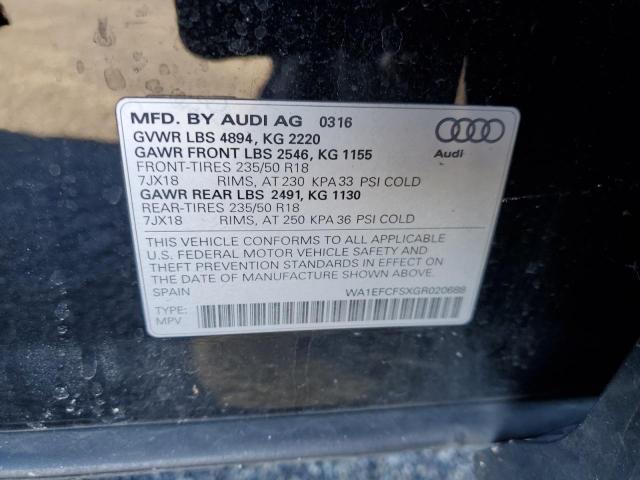 MFD. BY AUDI AG 0316
GVWR LBS 4894, KG 2220
GAWR FRONT LBS 2546, KG 1155
FRONT-TIRES 235/50 R18
7JX18 RIMS, AT 230 KPA 33 PSI COLD
GAWR REAR LBS 2491, KG 1130
REAR-TIRES 235/50 R18
7JX18 RIMS, AT 250 KPA 36 PSI COLD
Audi
THIS VEHICLE CONFORMS TO ALL APPLICABLE
U.S. FEDERAL MOTOR VEHICLE SAFETY AND
THEFT PREVENTION STANDARDS IN EFFECT ON
THE DATE OF MANUFACTURE SHOWN ABOVE.
SPAIN WA1EFCFSXGR020688
TYPE:
MPV